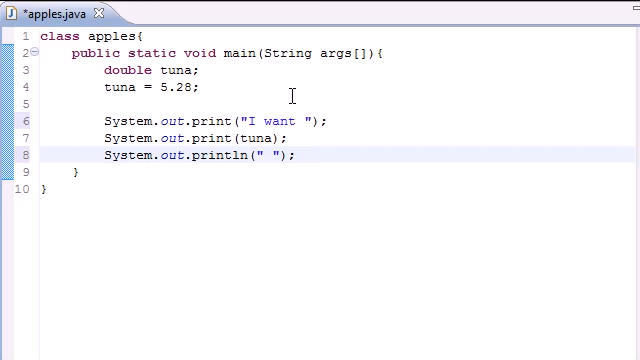 *apples.java
1 class apples{
2 public static void main(String args[]){
3 double tuna;
4 tuna = 5.28;
5
6 System.out.print("I want ");
7 System.out.print(tuna);
8 System.out.println(" ");
9 }
10 }